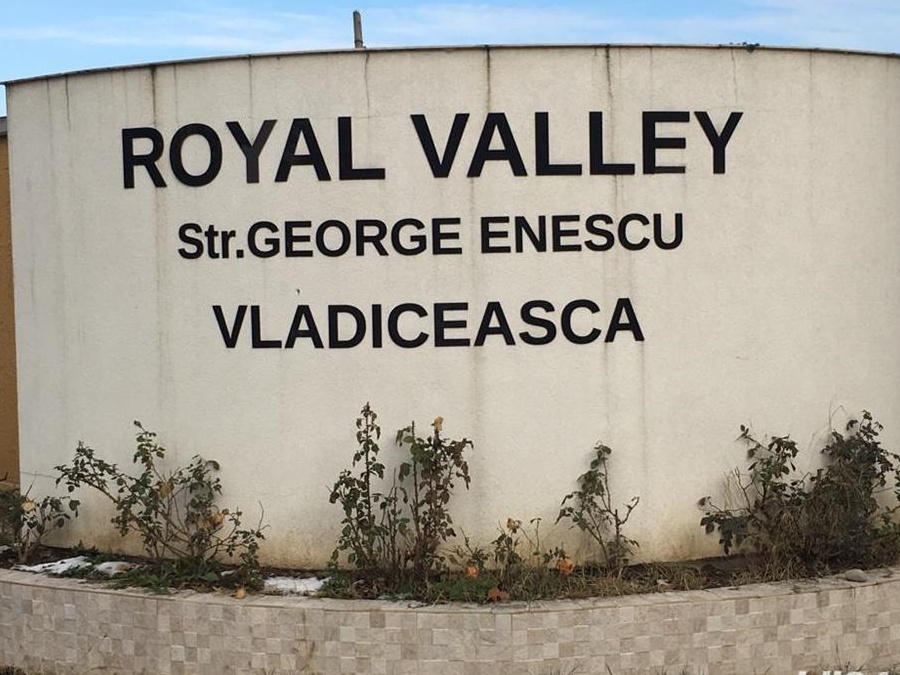 ROYAL VALLEY
Str.GEORGE ENESCU
VLADICEASCA